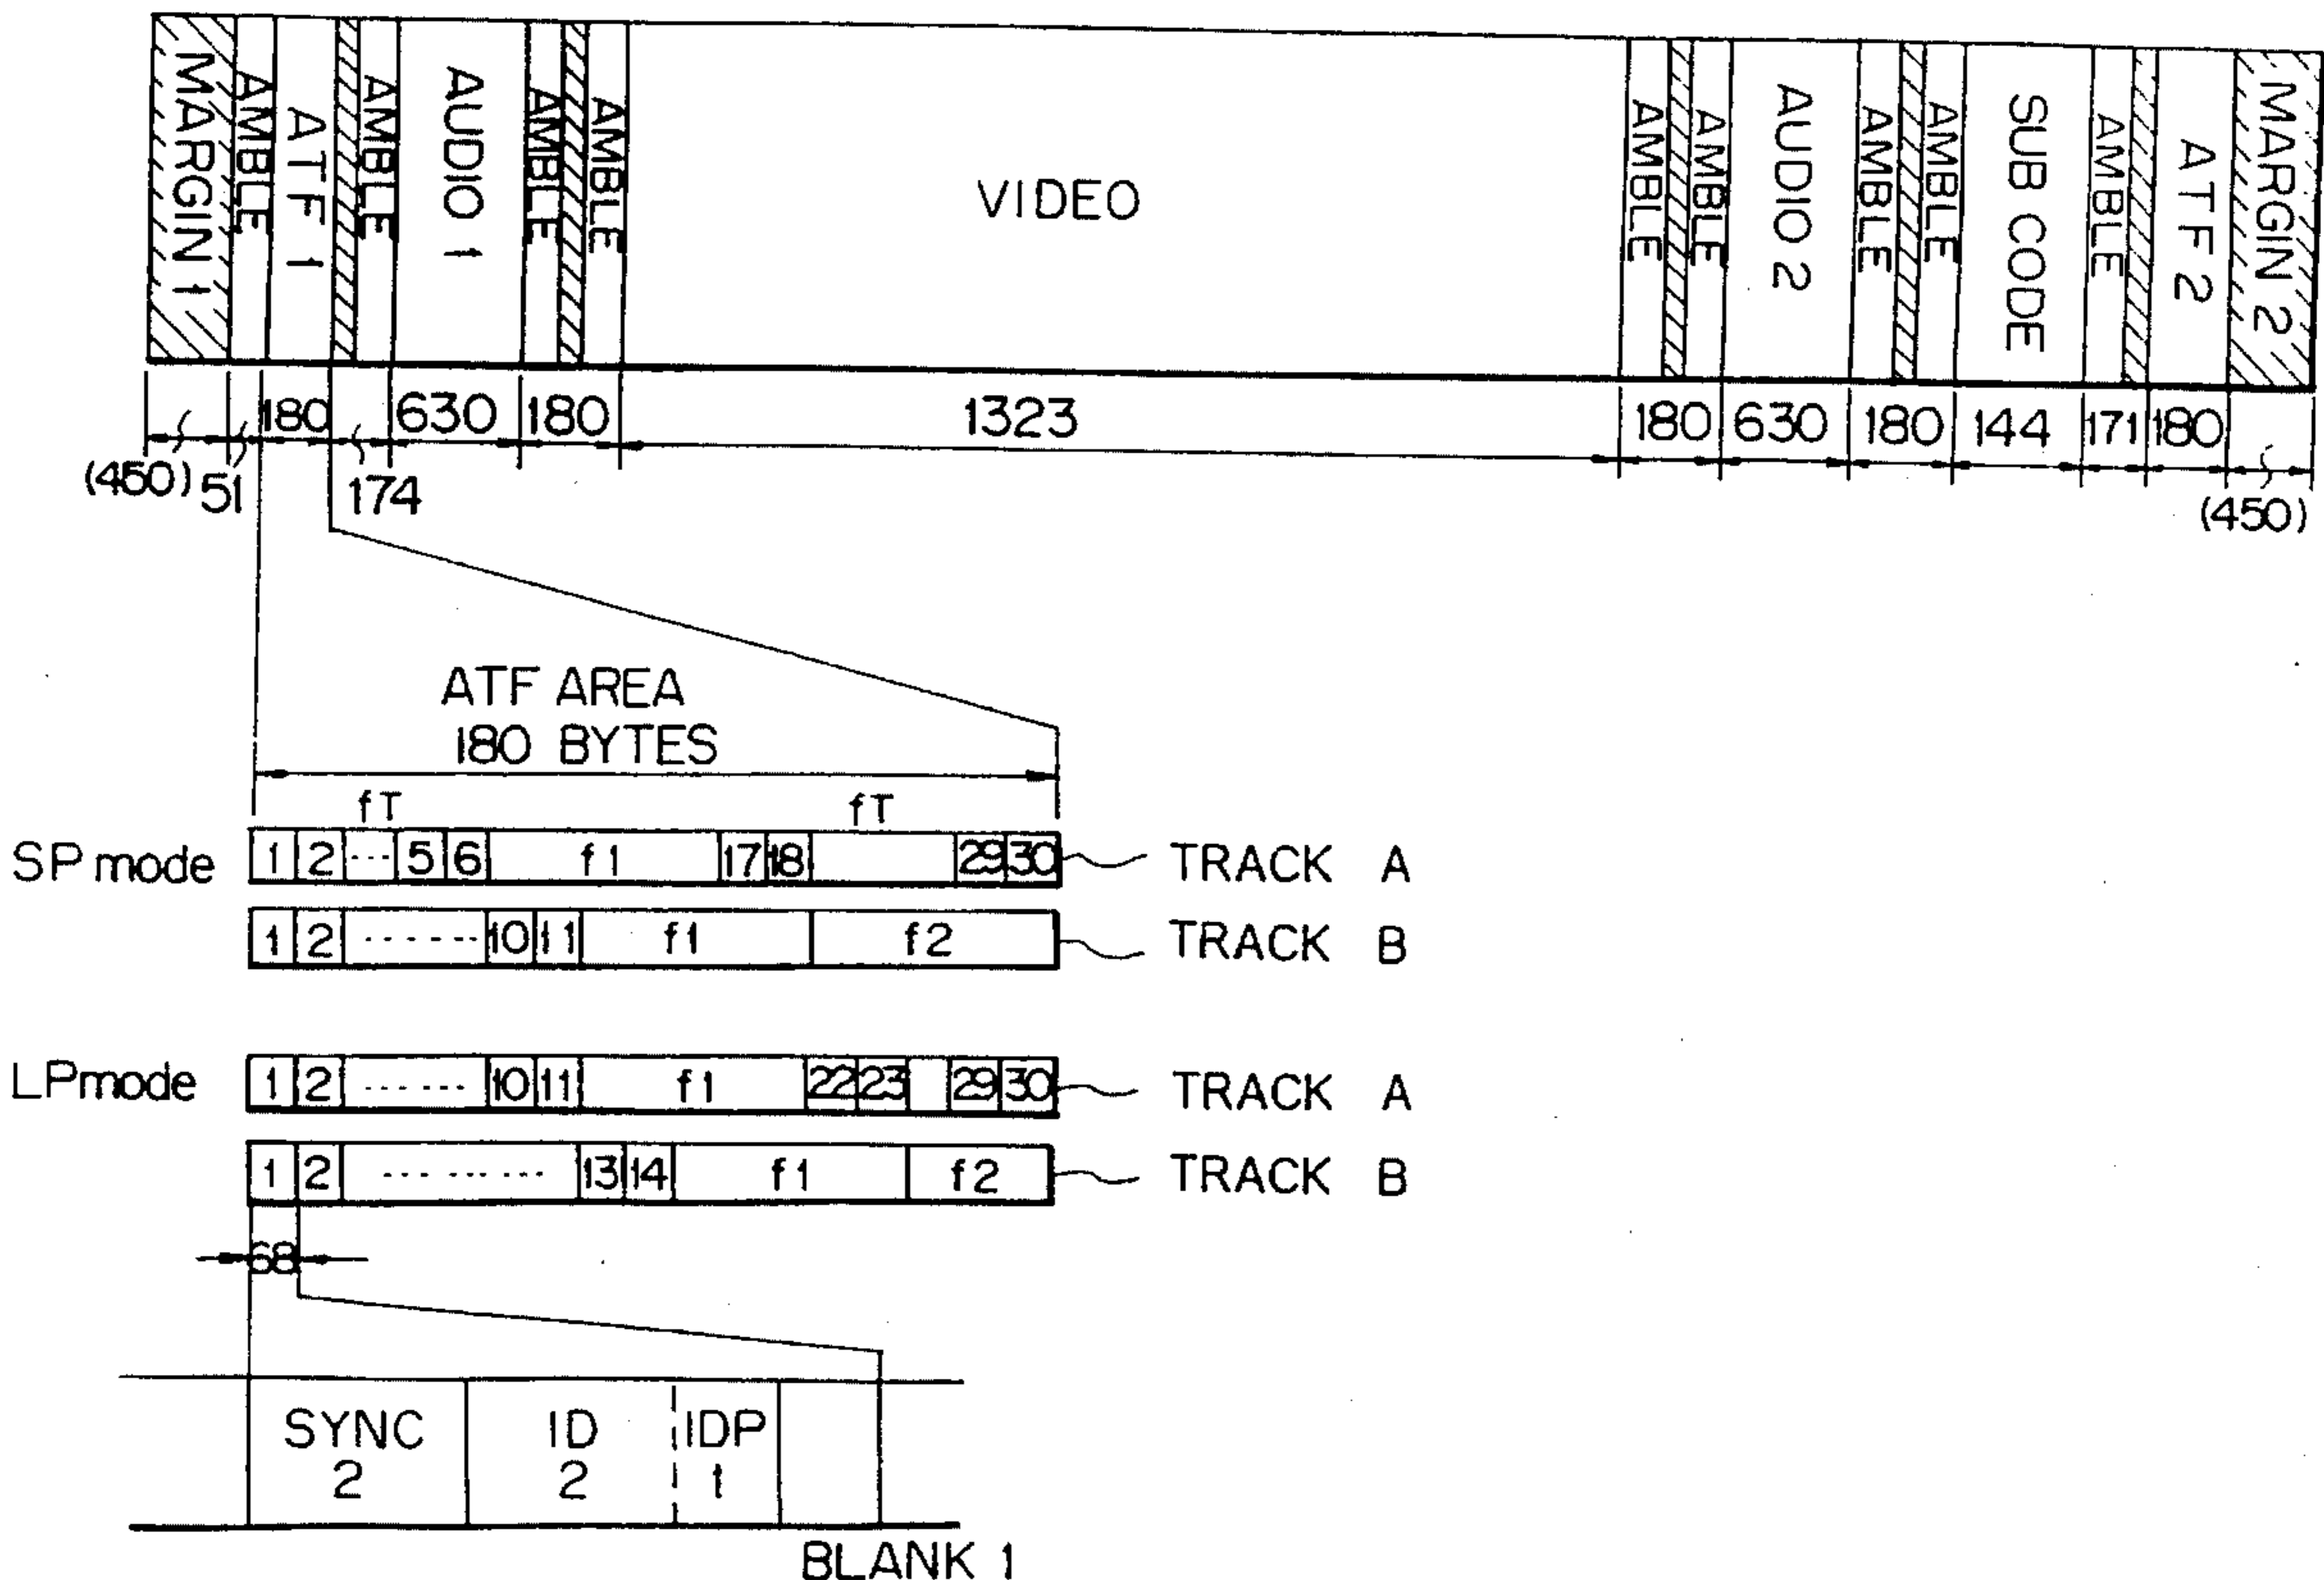 MARGIN 1 AMBLE ATF 1 AMBLE AUDIO 1 AMBLE AMBLE VIDEO AMBLE AMBLE AUDIO 2 AMBLE AMBLE SUB CODE AMBLE ATF 2 MARGIN 2
180 630 180 1323 180 630 180 144 171 180
(450) 51 174 (450)
ATF AREA
180 BYTES
fT fT
SP mode 1 2 --- 5 6 f1 17 18 29 30 TRACK A
1 2 ------- 10 11 f1 f2 TRACK B
LPmode 1 2 ------ 10 11 f1 22 23 29 30 TRACK A
1 2 --------- 13 14 f1 f2 TRACK B
68
SYNC ID IDP
2 2 1
BLANK 1